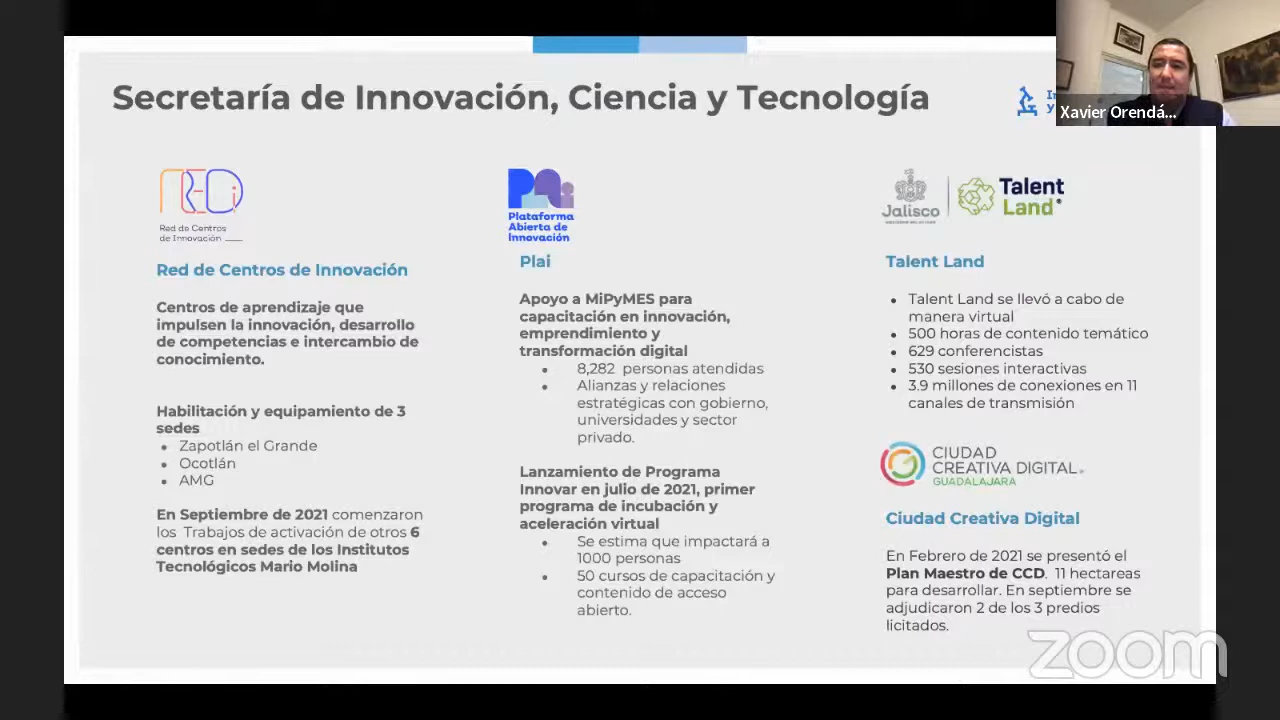 Secretaría de Innovación, Ciencia y Tecnología
Xavier Orendá...
REDi
Red de Centros
de Innovación
Red de Centros de Innovación
Centros de aprendizaje que
impulsen la innovación, desarrollo
de competencias e intercambio de
conocimiento.
Habilitación y equipamiento de 3
sedes
• Zapotlán el Grande
• Ocotlán
• AMG
En Septiembre de 2021 comenzaron
los Trabajos de activación de otros 6
centros en sedes de los Institutos
Tecnológicos Mario Molina
Plataforma
Abierta de
Innovación
Plai
Apoyo a MiPyMES para
capacitación en innovación,
emprendimiento y
transformación digital
• 8,282 personas atendidas
• Alianzas y relaciones
estratégicas con gobierno,
universidades y sector
privado.
Lanzamiento de Programa
Innovar en julio de 2021, primer
programa de incubación y
aceleración virtual
• Se estima que impactará a
1000 personas
• 50 cursos de capacitación y
contenido de acceso
abierto.
Jalisco
Talent
Land
Talent Land
• Talent Land se llevó a cabo de
manera virtual
• 500 horas de contenido temático
• 629 conferencistas
• 530 sesiones interactivas
• 3.9 millones de conexiones en 11
canales de transmisión
CIUDAD
CREATIVA DIGITAL
GUADALAJARA
Ciudad Creativa Digital
En Febrero de 2021 se presentó el
Plan Maestro de CCD. 11 hectareas
para desarrollar. En septiembre se
adjudicaron 2 de los 3 predios
licitados.
zoom